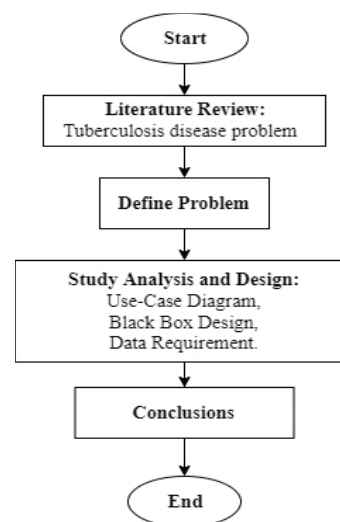 Start
Literature Review:
Tuberculosis disease problem
Define Problem
Study Analysis and Design:
Use-Case Diagram,
Black Box Design,
Data Requirement.
Conclusions
End